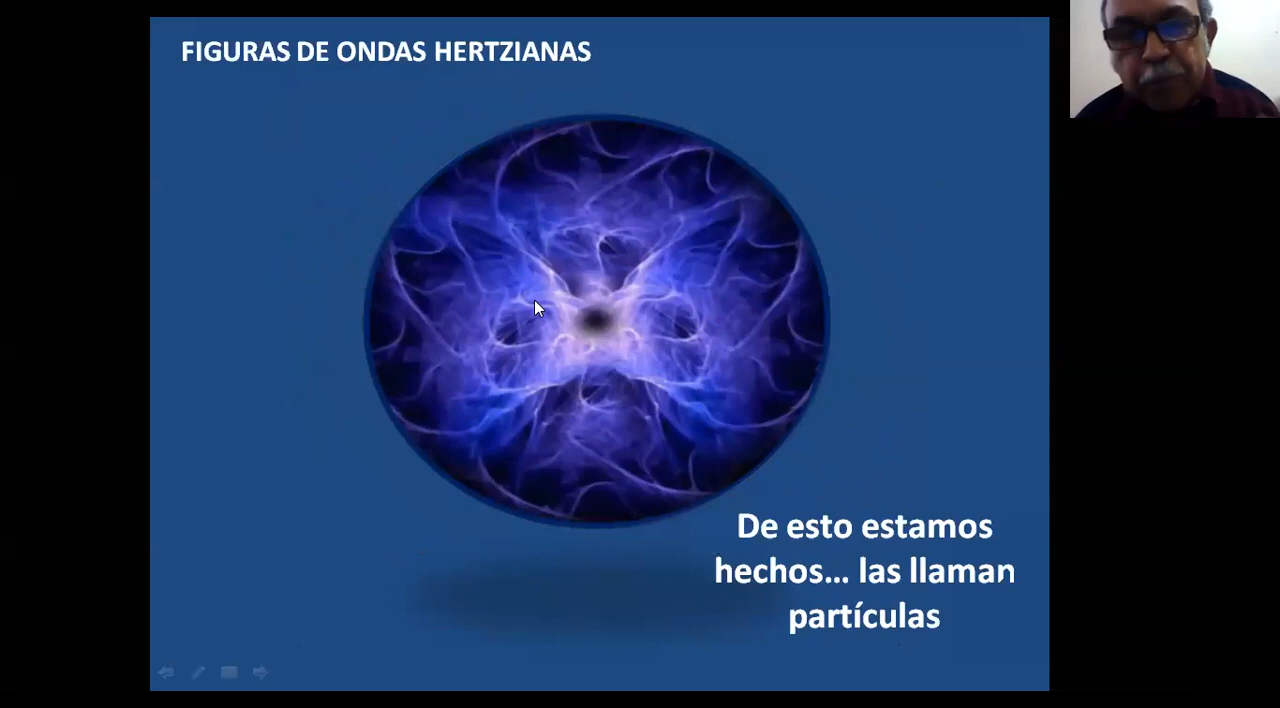 FIGURAS DE ONDAS HERTZIANAS
De esto estamos
hechos... las llaman
partículas